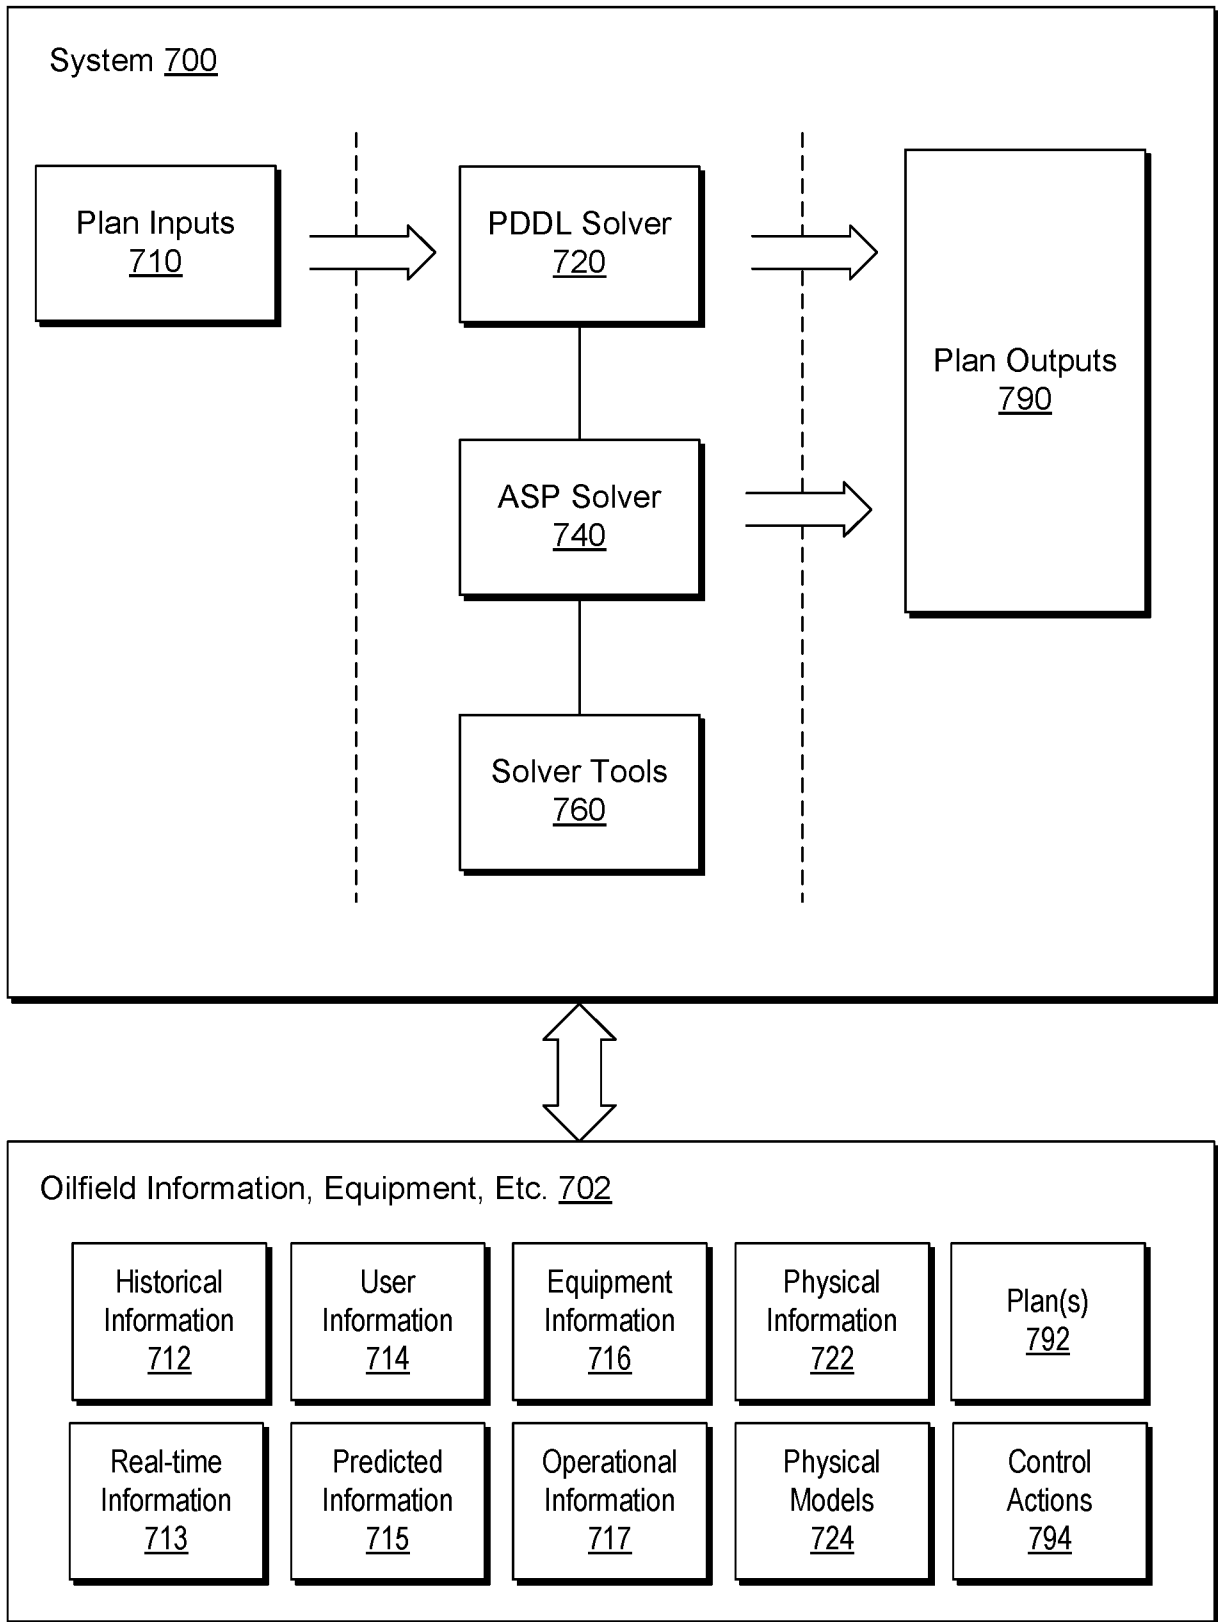 System 700
Plan Inputs
710
PDDL Solver
720
Plan Outputs
790
ASP Solver
740
Solver Tools
760
Oilfield Information, Equipment, Etc. 702
Historical
Information
712
User
Information
714
Equipment
Information
716
Physical
Information
722
Plan(s)
792
Real-time
Information
713
Predicted
Information
715
Operational
Information
717
Physical
Models
724
Control
Actions
794